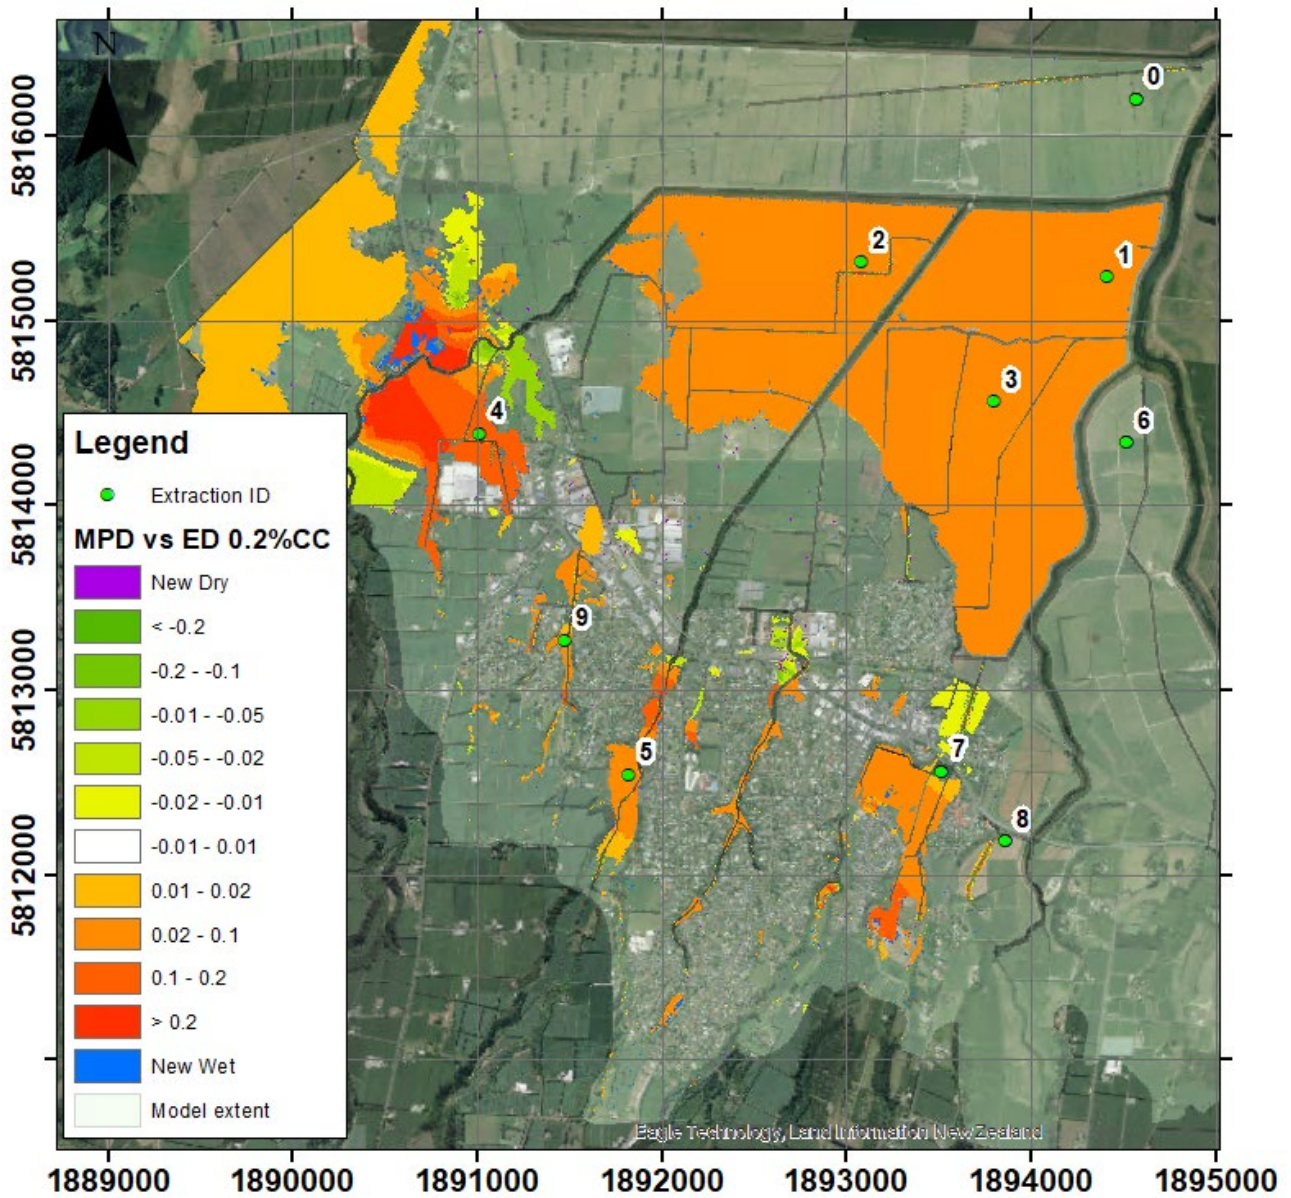 N
0
5816000
2
1
5815000
3
4
6
Legend
Extraction ID
5814000
MPD vs ED 0.2%CC
New Dry
< -0.2
9
-0.2 - -0.1
5813000
-0.01 - -0.05
-0.05 - -0.02
5
7
-0.02 - -0.01
8
-0.01 - 0.01
5812000
0.01 - 0.02
0.02 - 0.1
0.1 - 0.2
> 0.2
New Wet
Model extent
Eagle Technology, Land Information New Zealand
1889000 1890000 1891000 1892000 1893000 1894000 1895000